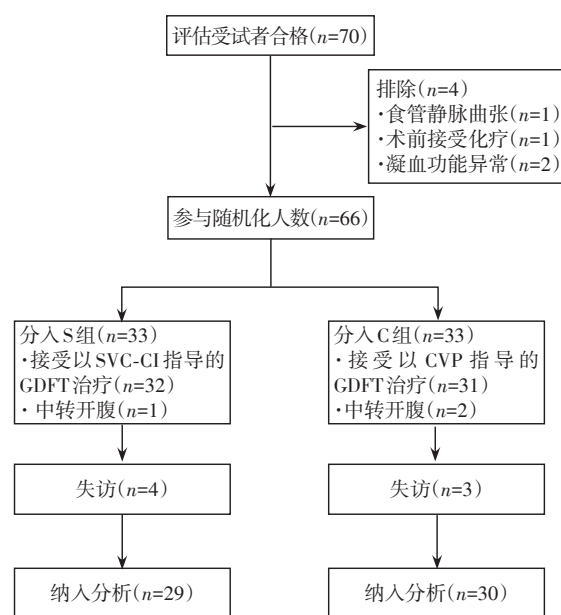 评估受试者合格(n=70)
排除(n=4)
·食管静脉曲张(n=1)
·术前接受化疗(n=1)
·凝血功能异常(n=2)
参与随机化人数(n=66)
分入S组(n=33)
·接受以SVC-CI指导的
GDFT治疗(n=32)
·中转开腹(n=1)
分入C组(n=33)
·接受以CVP指导的
GDFT治疗(n=31)
·中转开腹(n=2)
失访(n=4)
失访(n=3)
纳入分析(n=29)
纳入分析(n=30)